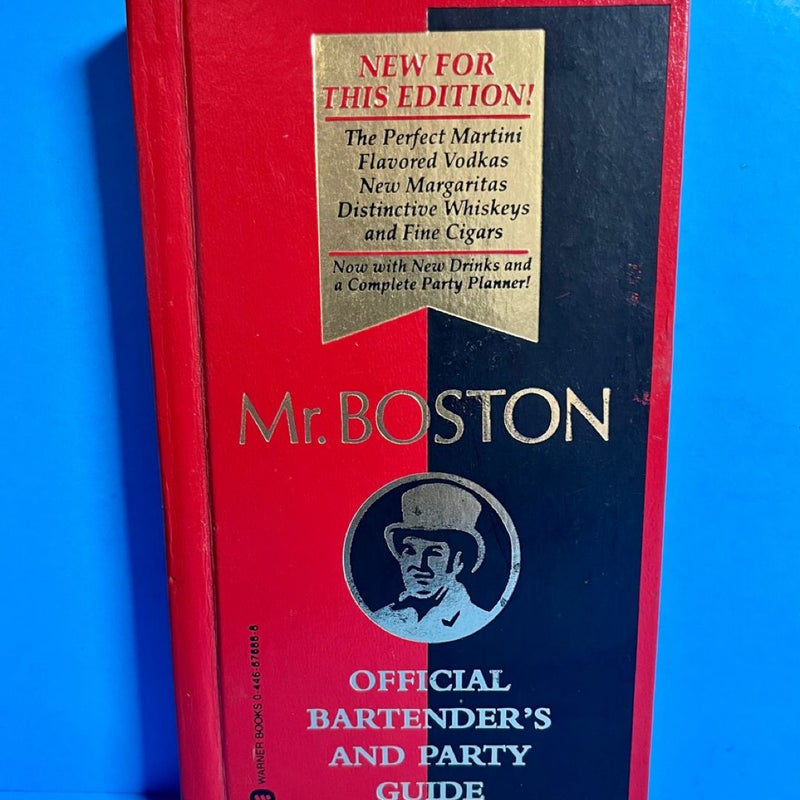 NEW FOR
THIS EDITION!
The Perfect Martini
Flavored Vodkas
New Margaritas
Distinctive Whiskeys
and Fine Cigars
Now with New Drinks and
a Complete Party Planner!
Mr. BOSTON
OFFICIAL
BARTENDER'S
AND PARTY
GUIDE
WARNER BOOKS 0-446-67666-8